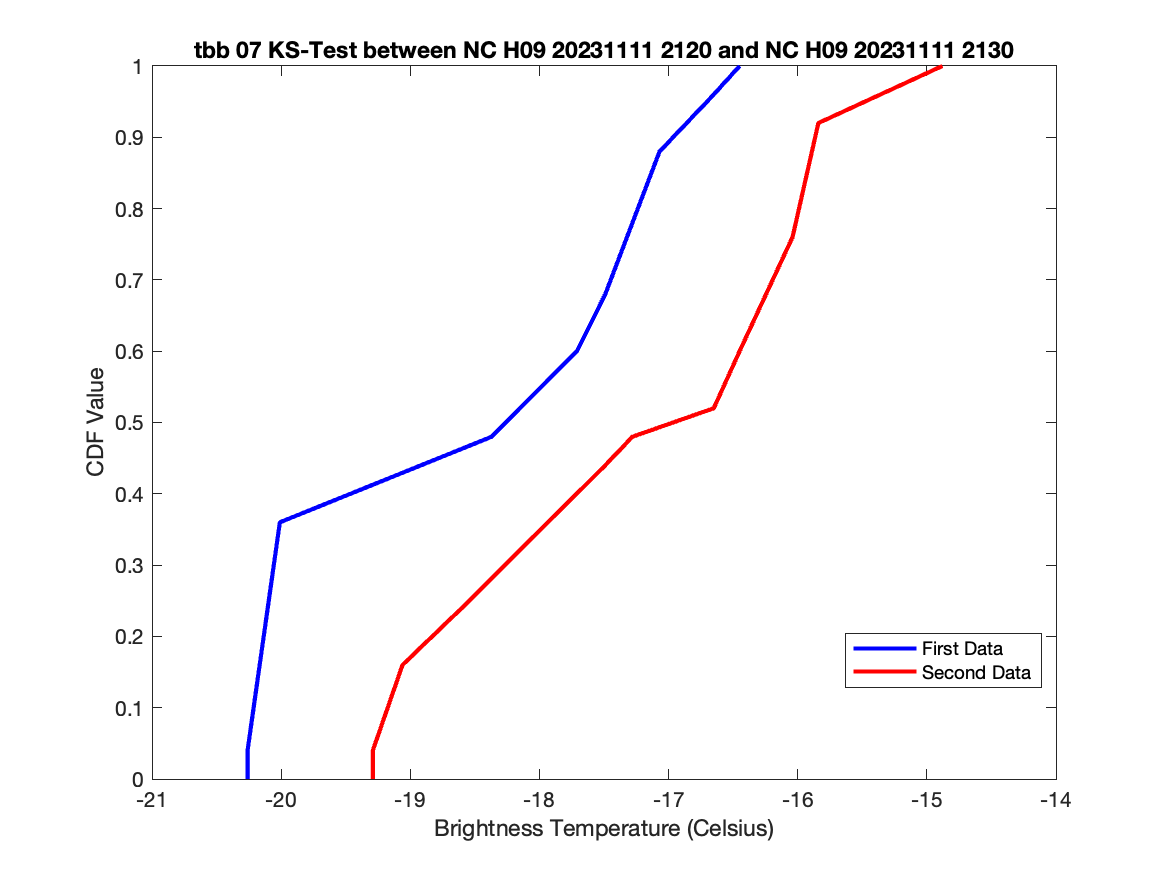 tbb 07 KS-Test between NC H09 20231111 2120 and NC H09 20231111 2130
1
0.9
0.8
0.7
0.6
0.5
0.4
0.3
0.2
0.1
0
CDF Value
First Data
Second Data
-21 -20 -19 -18 -17 -16 -15 -14
Brightness Temperature (Celsius)